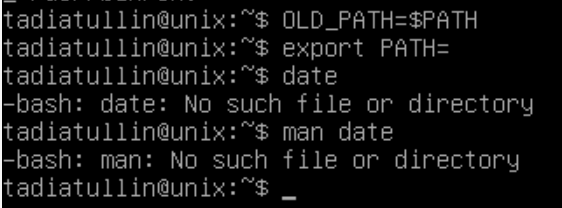 tadiatullin@unix:~$ OLD_PATH=$PATH
tadiatullin@unix:~$ export PATH=
tadiatullin@unix:~$ date
-bash: date: No such file or directory
tadiatullin@unix:~$ man date
-bash: man: No such file or directory
tadiatullin@unix:~$ _